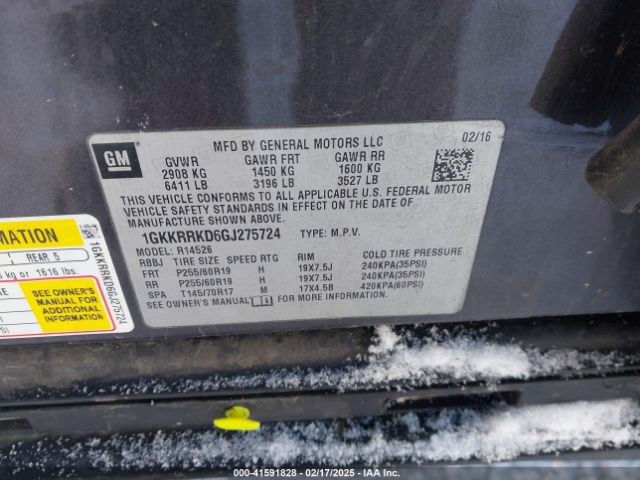 MFD BY GENERAL MOTORS LLC 02/16
GM
GVWR GAWR FRT GAWR RR
2908 KG 1450 KG 1600 KG
6411 LB 3196 LB 3527 LB
THIS VEHICLE CONFORMS TO ALL APPLICABLE U.S. FEDERAL MOTOR
VEHICLE SAFETY STANDARDS IN EFFECT ON THE DATE OF
MANUFACTURE SHOWN ABOVE.
1GKKRRKD6GJ275724 TYPE: M.P.V.
MODEL: R14526
RBBJ TIRE SIZE SPEED RTG RIM COLD TIRE PRESSURE
FRT P255/60R19 H 19X7.5J 240KPA(35PSI)
RR P255/60R19 H 19X7.5J 240KPA(35PSI)
SPA T145/70R17 M 17X4.5B 420KPA(60PSI)
SEE OWNER'S MANUAL FOR ADDITIONAL INFORMATION.
REAR 5
kg or 1616 lbs.
SEE OWNER'S
MANUAL FOR
ADDITIONAL
INFORMATION
1GKKRRKD6GJ275724
000-41591828 - 02/17/2025 - IAA Inc.